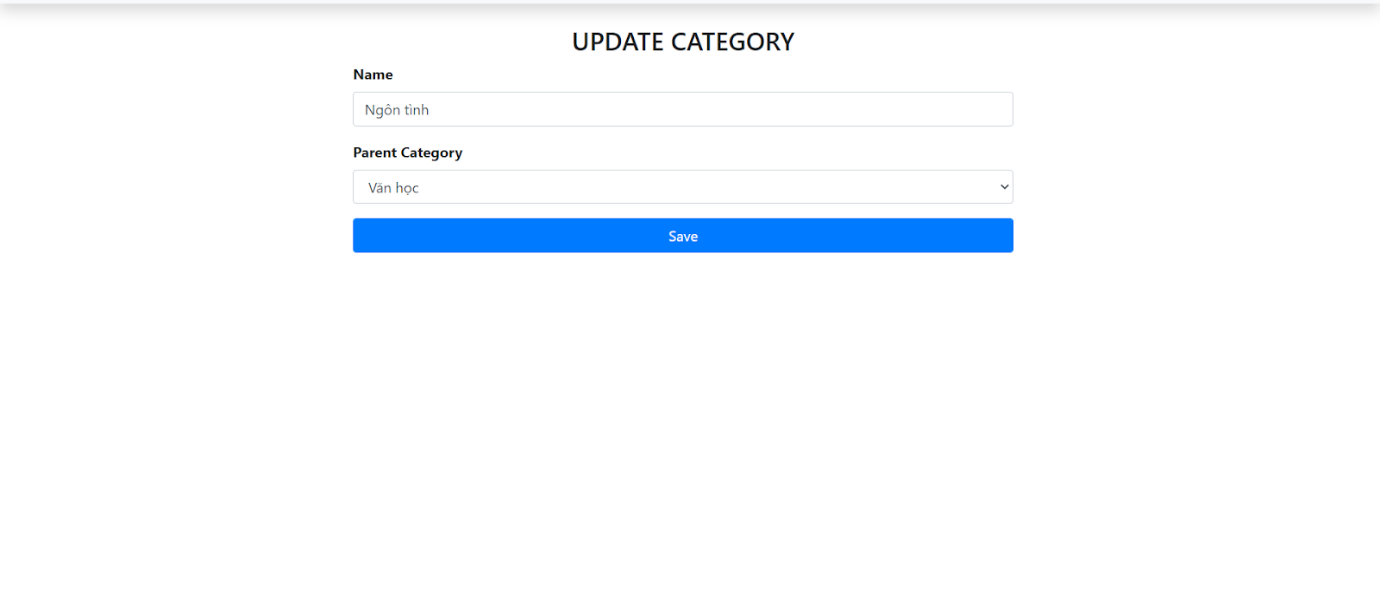 UPDATE CATEGORY
Name
Ngôn tình
Parent Category
Văn học
Save